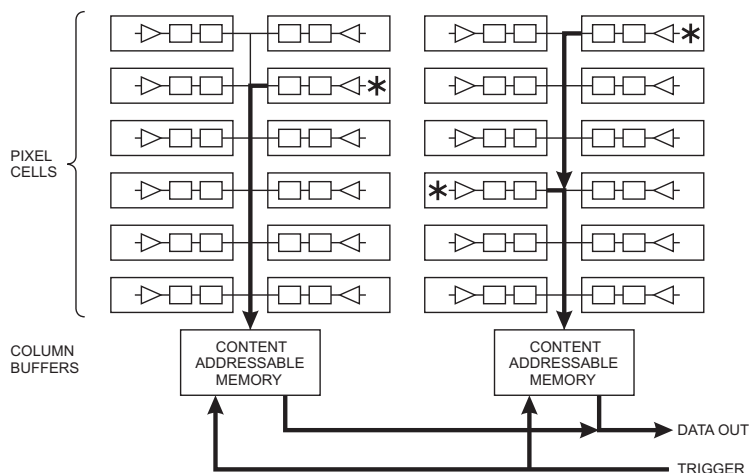 PIXEL
CELLS
COLUMN
BUFFERS
CONTENT
ADDRESSABLE
MEMORY
CONTENT
ADDRESSABLE
MEMORY
DATA OUT
TRIGGER